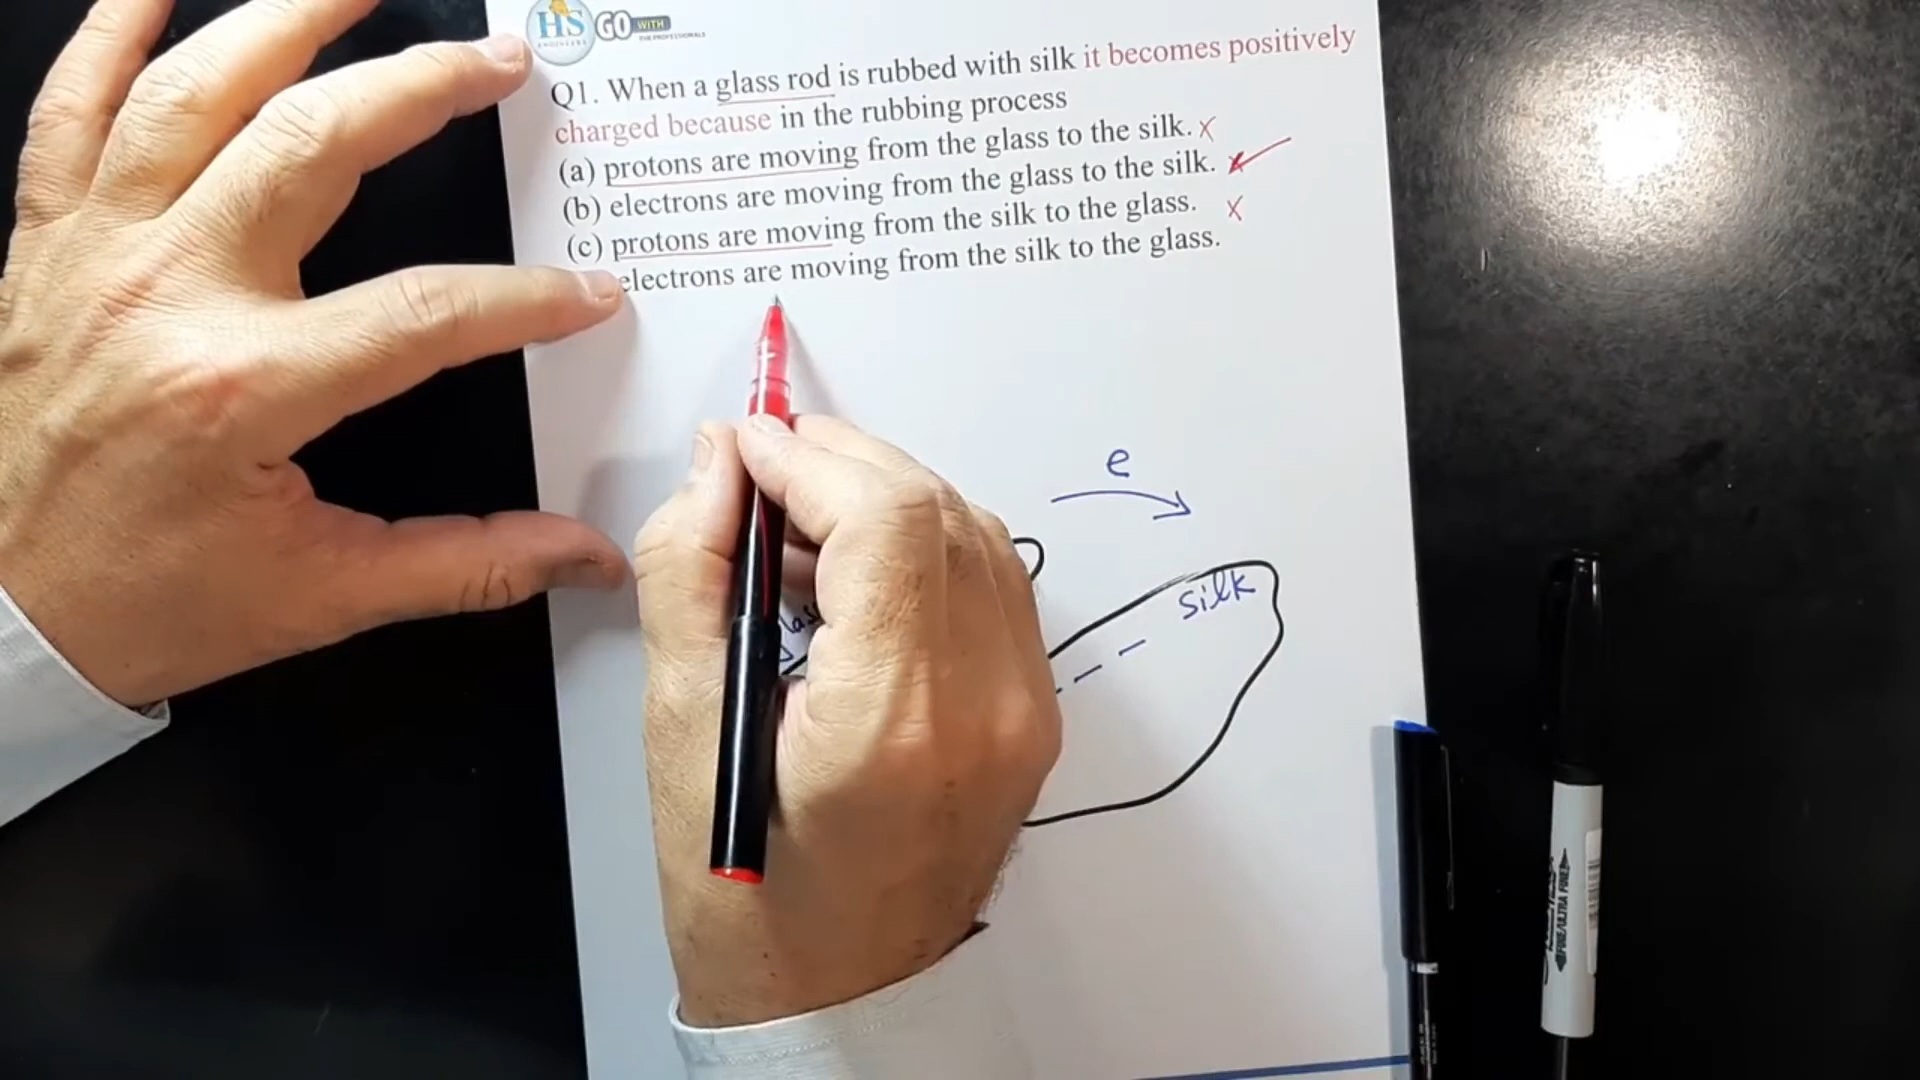 HS
ENGINEERS
GO WITH
THE PROFESSIONALS
Q1. When a glass rod is rubbed with silk it becomes positively
charged because in the rubbing process
(a) protons are moving from the glass to the silk. X
(b) electrons are moving from the glass to the silk.
(c) protons are moving from the silk to the glass. X
electrons are moving from the silk to the glass.
e
silk